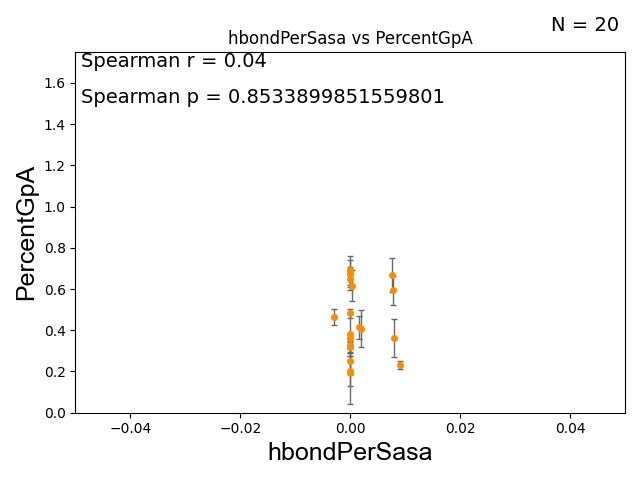 N = 20
hbondPerSasa vs PercentGpA
Spearman r = 0.04
Spearman p = 0.8533899851559801
PercentGpA
1.6
1.4
1.2
1.0
0.8
0.6
0.4
0.2
0.0
−0.04 −0.02 0.00 0.02 0.04
hbondPerSasa